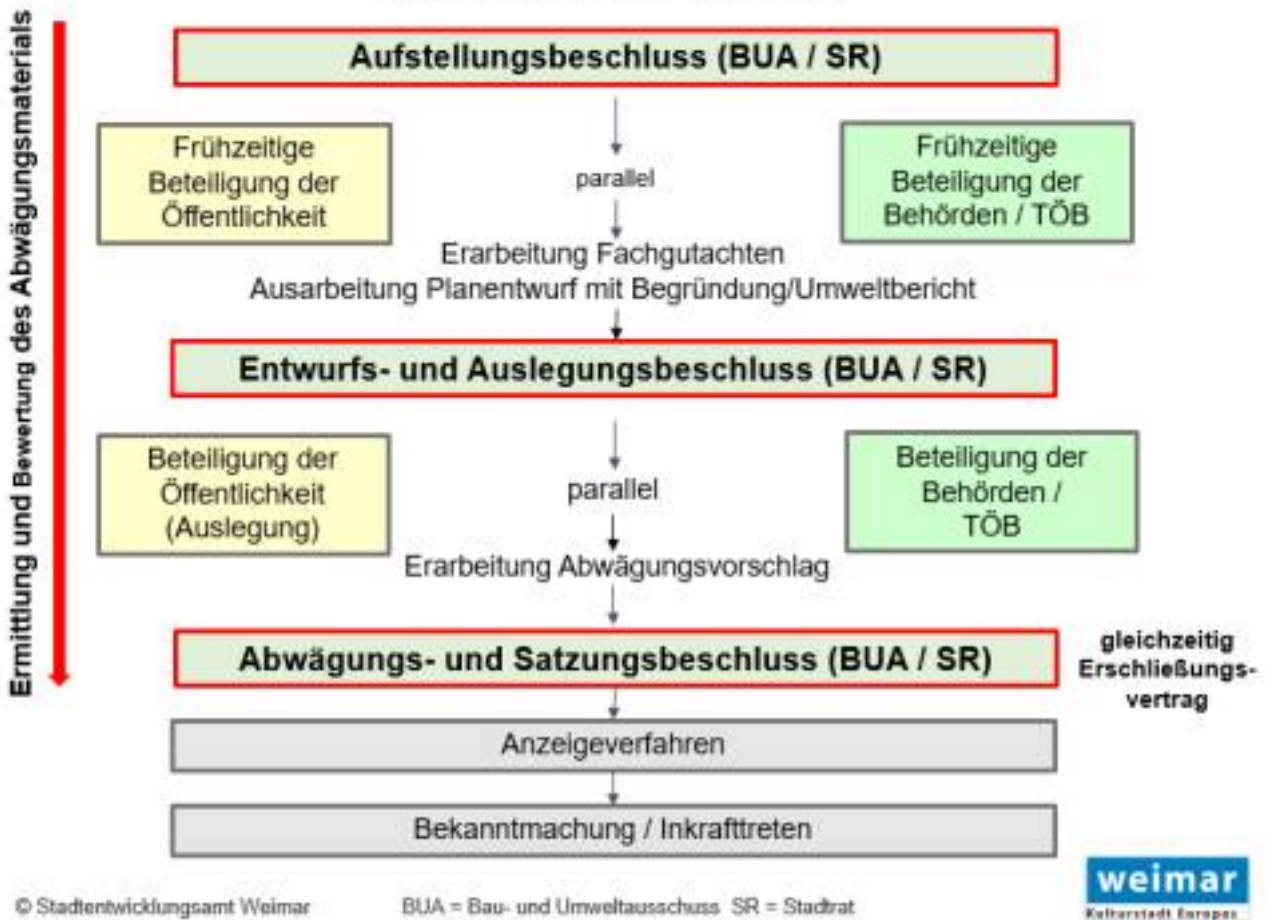 Aufstellungsbeschluss (BUA / SR)
Frühzeitige
Beteiligung der
Öffentlichkeit
parallel
Frühzeitige
Beteiligung der
Behörden / TÖB
Erarbeitung Fachgutachten
Ausarbeitung Planentwurf mit Begründung/Umweltbericht
Entwurfs- und Auslegungsbeschluss (BUA / SR)
Beteiligung der
Öffentlichkeit
(Auslegung)
parallel
Beteiligung der
Behörden /
TÖB
Erarbeitung Abwägungsvorschlag
Abwägungs- und Satzungsbeschluss (BUA / SR)
gleichzeitig
Erschließungs-
vertrag
Anzeigeverfahren
Bekanntmachung / Inkrafttreten
Ermittlung und Bewertung des Abwägungsmaterials
© Stadtentwicklungsamt Weimar
BUA = Bau- und Umweltausschuss SR = Stadtrat
weimar
Kulturstadt Europas